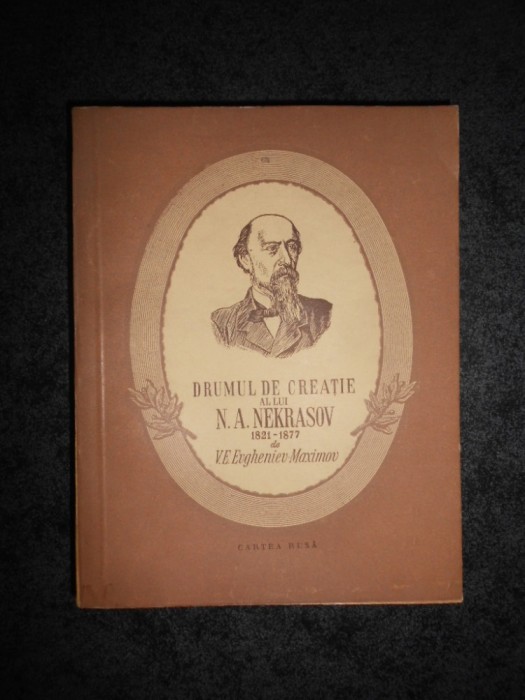 DRUMUL DE CREAȚIE
AL LUI
N. A. NEKRASOV
1821-1877
de
V. E. Evgheniev-Maximov
CARTEA RUSĂ